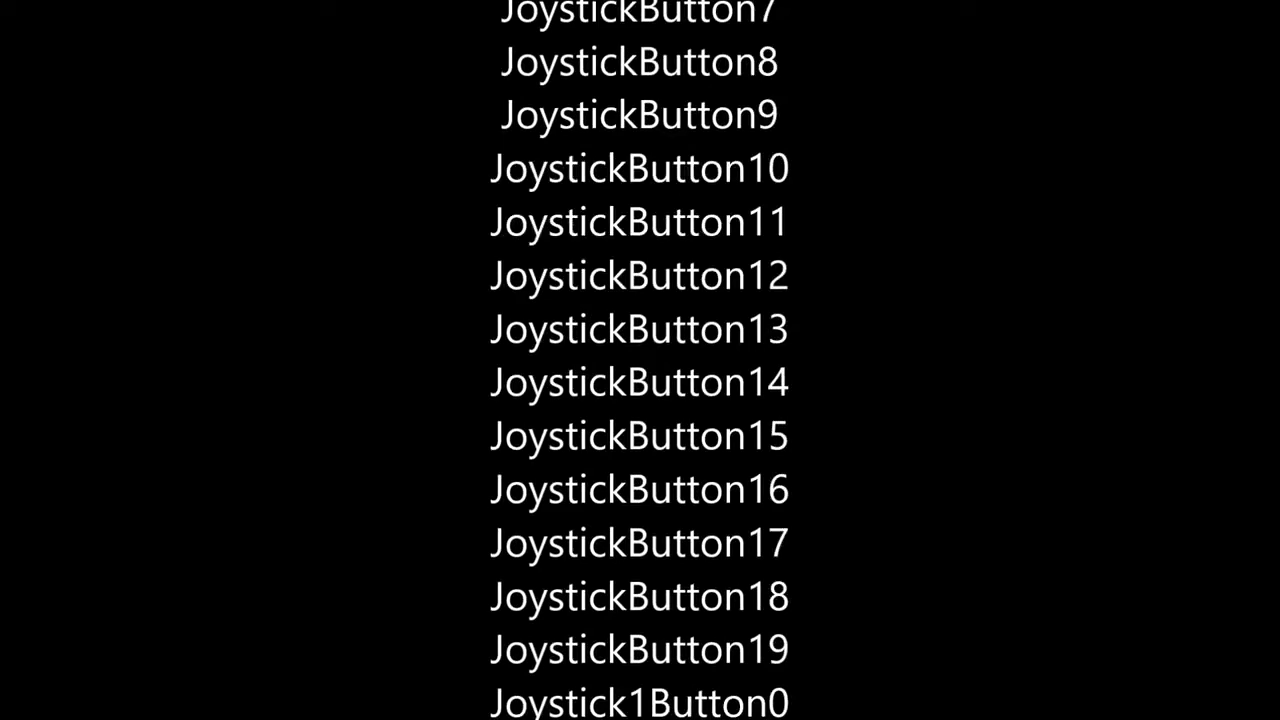 JoystickButton7
JoystickButton8
JoystickButton9
JoystickButton10
JoystickButton11
JoystickButton12
JoystickButton13
JoystickButton14
JoystickButton15
JoystickButton16
JoystickButton17
JoystickButton18
JoystickButton19
Joystick1Button0